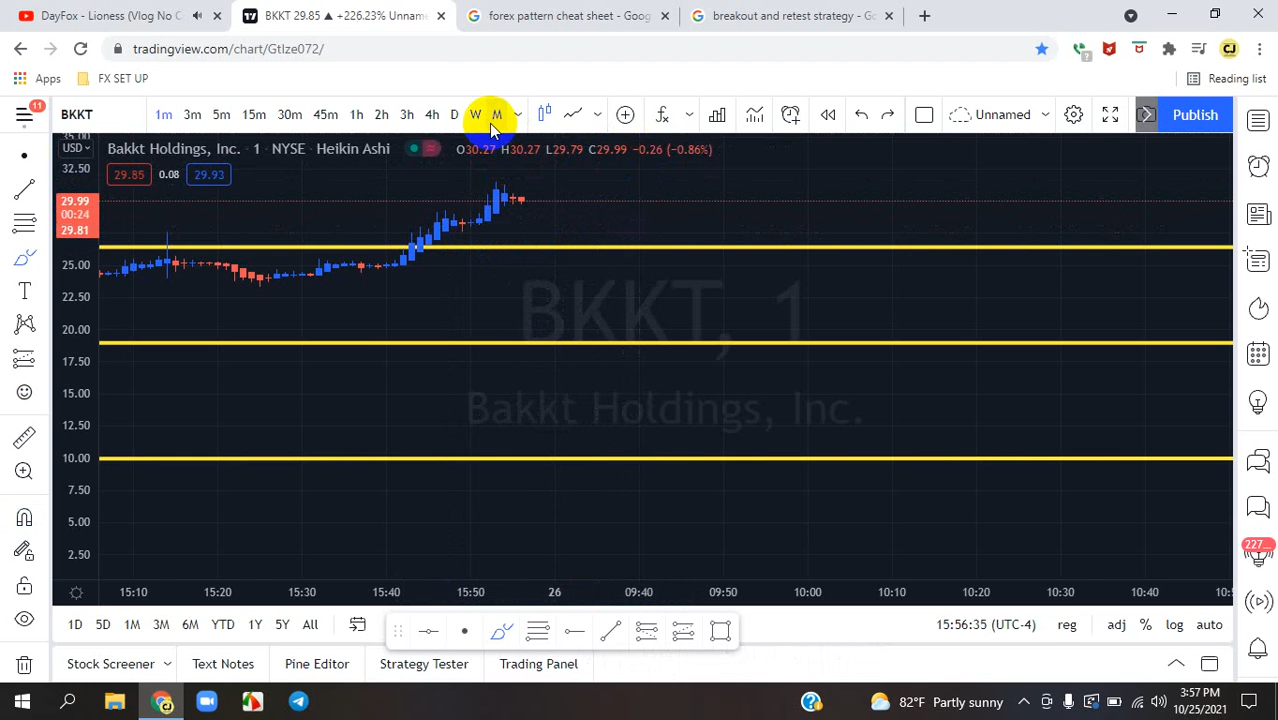 DayFox - Lioness (Vlog No C
BKKT 29.85 ▲ +226.23% Unname
forex pattern cheat sheet - Goog
breakout and retest strategy - Go
tradingview.com/chart/GtIze072/
Apps
FX SET UP
Reading list
11
BKKT
1m 3m 5m 15m 30m 45m 1h 2h 3h 4h D W M
Unnamed
Publish
35.00
USD
Bakkt Holdings, Inc. · 1 · NYSE · Heikin Ashi
O30.27 H30.27 L29.79 C29.99 −0.26 (−0.86%)
29.85 0.08 29.93
32.50
29.99
00:24
29.81
25.00
22.50
20.00
17.50
15.00
12.50
10.00
7.50
5.00
2.50
BKKT, 1
Bakkt Holdings, Inc.
15:10 15:20 15:30 15:40 15:50 26 09:40 09:50 10:00 10:10 10:20 10:30 10:40
1D 5D 1M 3M 6M YTD 1Y 5Y All
15:56:35 (UTC-4) reg adj % log auto
Stock Screener Text Notes Pine Editor Strategy Tester Trading Panel
227...
82°F Partly sunny
3:57 PM
10/25/2021